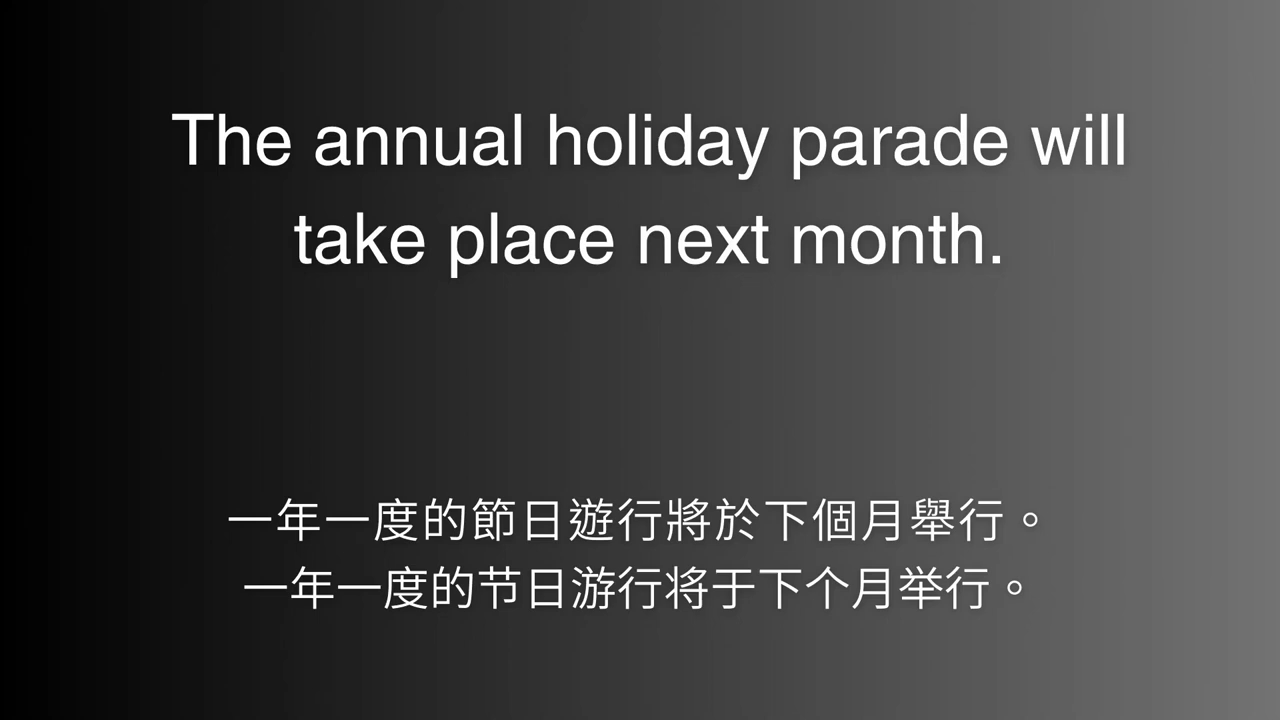 The annual holiday parade will
take place next month.
一年一度的節日遊行將於下個月舉行。
一年一度的节日游行将于下个月举行。